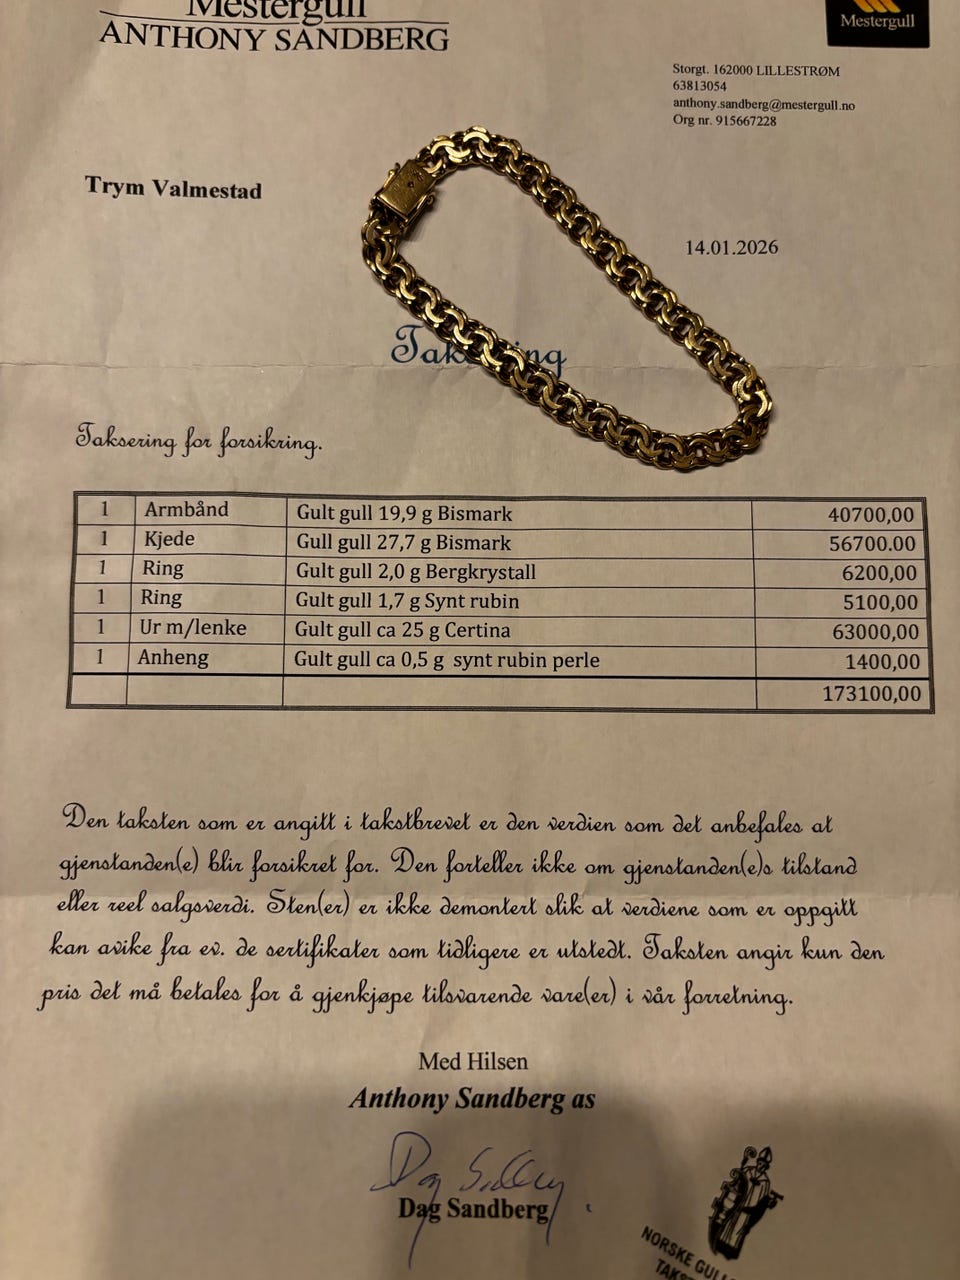 Mestergull
ANTHONY SANDBERG
Mestergull
Storgt. 162000 LILLESTRØM
63813054
anthony.sandberg@mestergull.no
Org nr. 915667228
Trym Valmestad
14.01.2026
Taksering for forsikring.
1 Armbånd Gult gull 19,9 g Bismark 40700,00
1 Kjede Gull gull 27,7 g Bismark 56700.00
1 Ring Gult gull 2,0 g Bergkrystall 6200,00
1 Ring Gult gull 1,7 g Synt rubin 5100,00
1 Ur m/lenke Gult gull ca 25 g Certina 63000,00
1 Anheng Gult gull ca 0,5 g synt rubin perle 1400,00
173100,00
Den taksten som er angitt i takstbrevet er den verdien som det anbefales at
gjenstanden(e) blir forsikret for. Den forteller ikke om gjenstanden(e)s tilstand
eller reel salgsverdi. Sten(er) er ikke demontert slik at verdiene som er oppgitt
kan avike fra ev. de sertifikater som tidligere er utstedt. Taksten angir kun den
pris det må betales for å gjenkjøpe tilsvarende vare(er) i vår forretning.
Med Hilsen
Anthony Sandberg as
Dag Sandberg
NORSKE